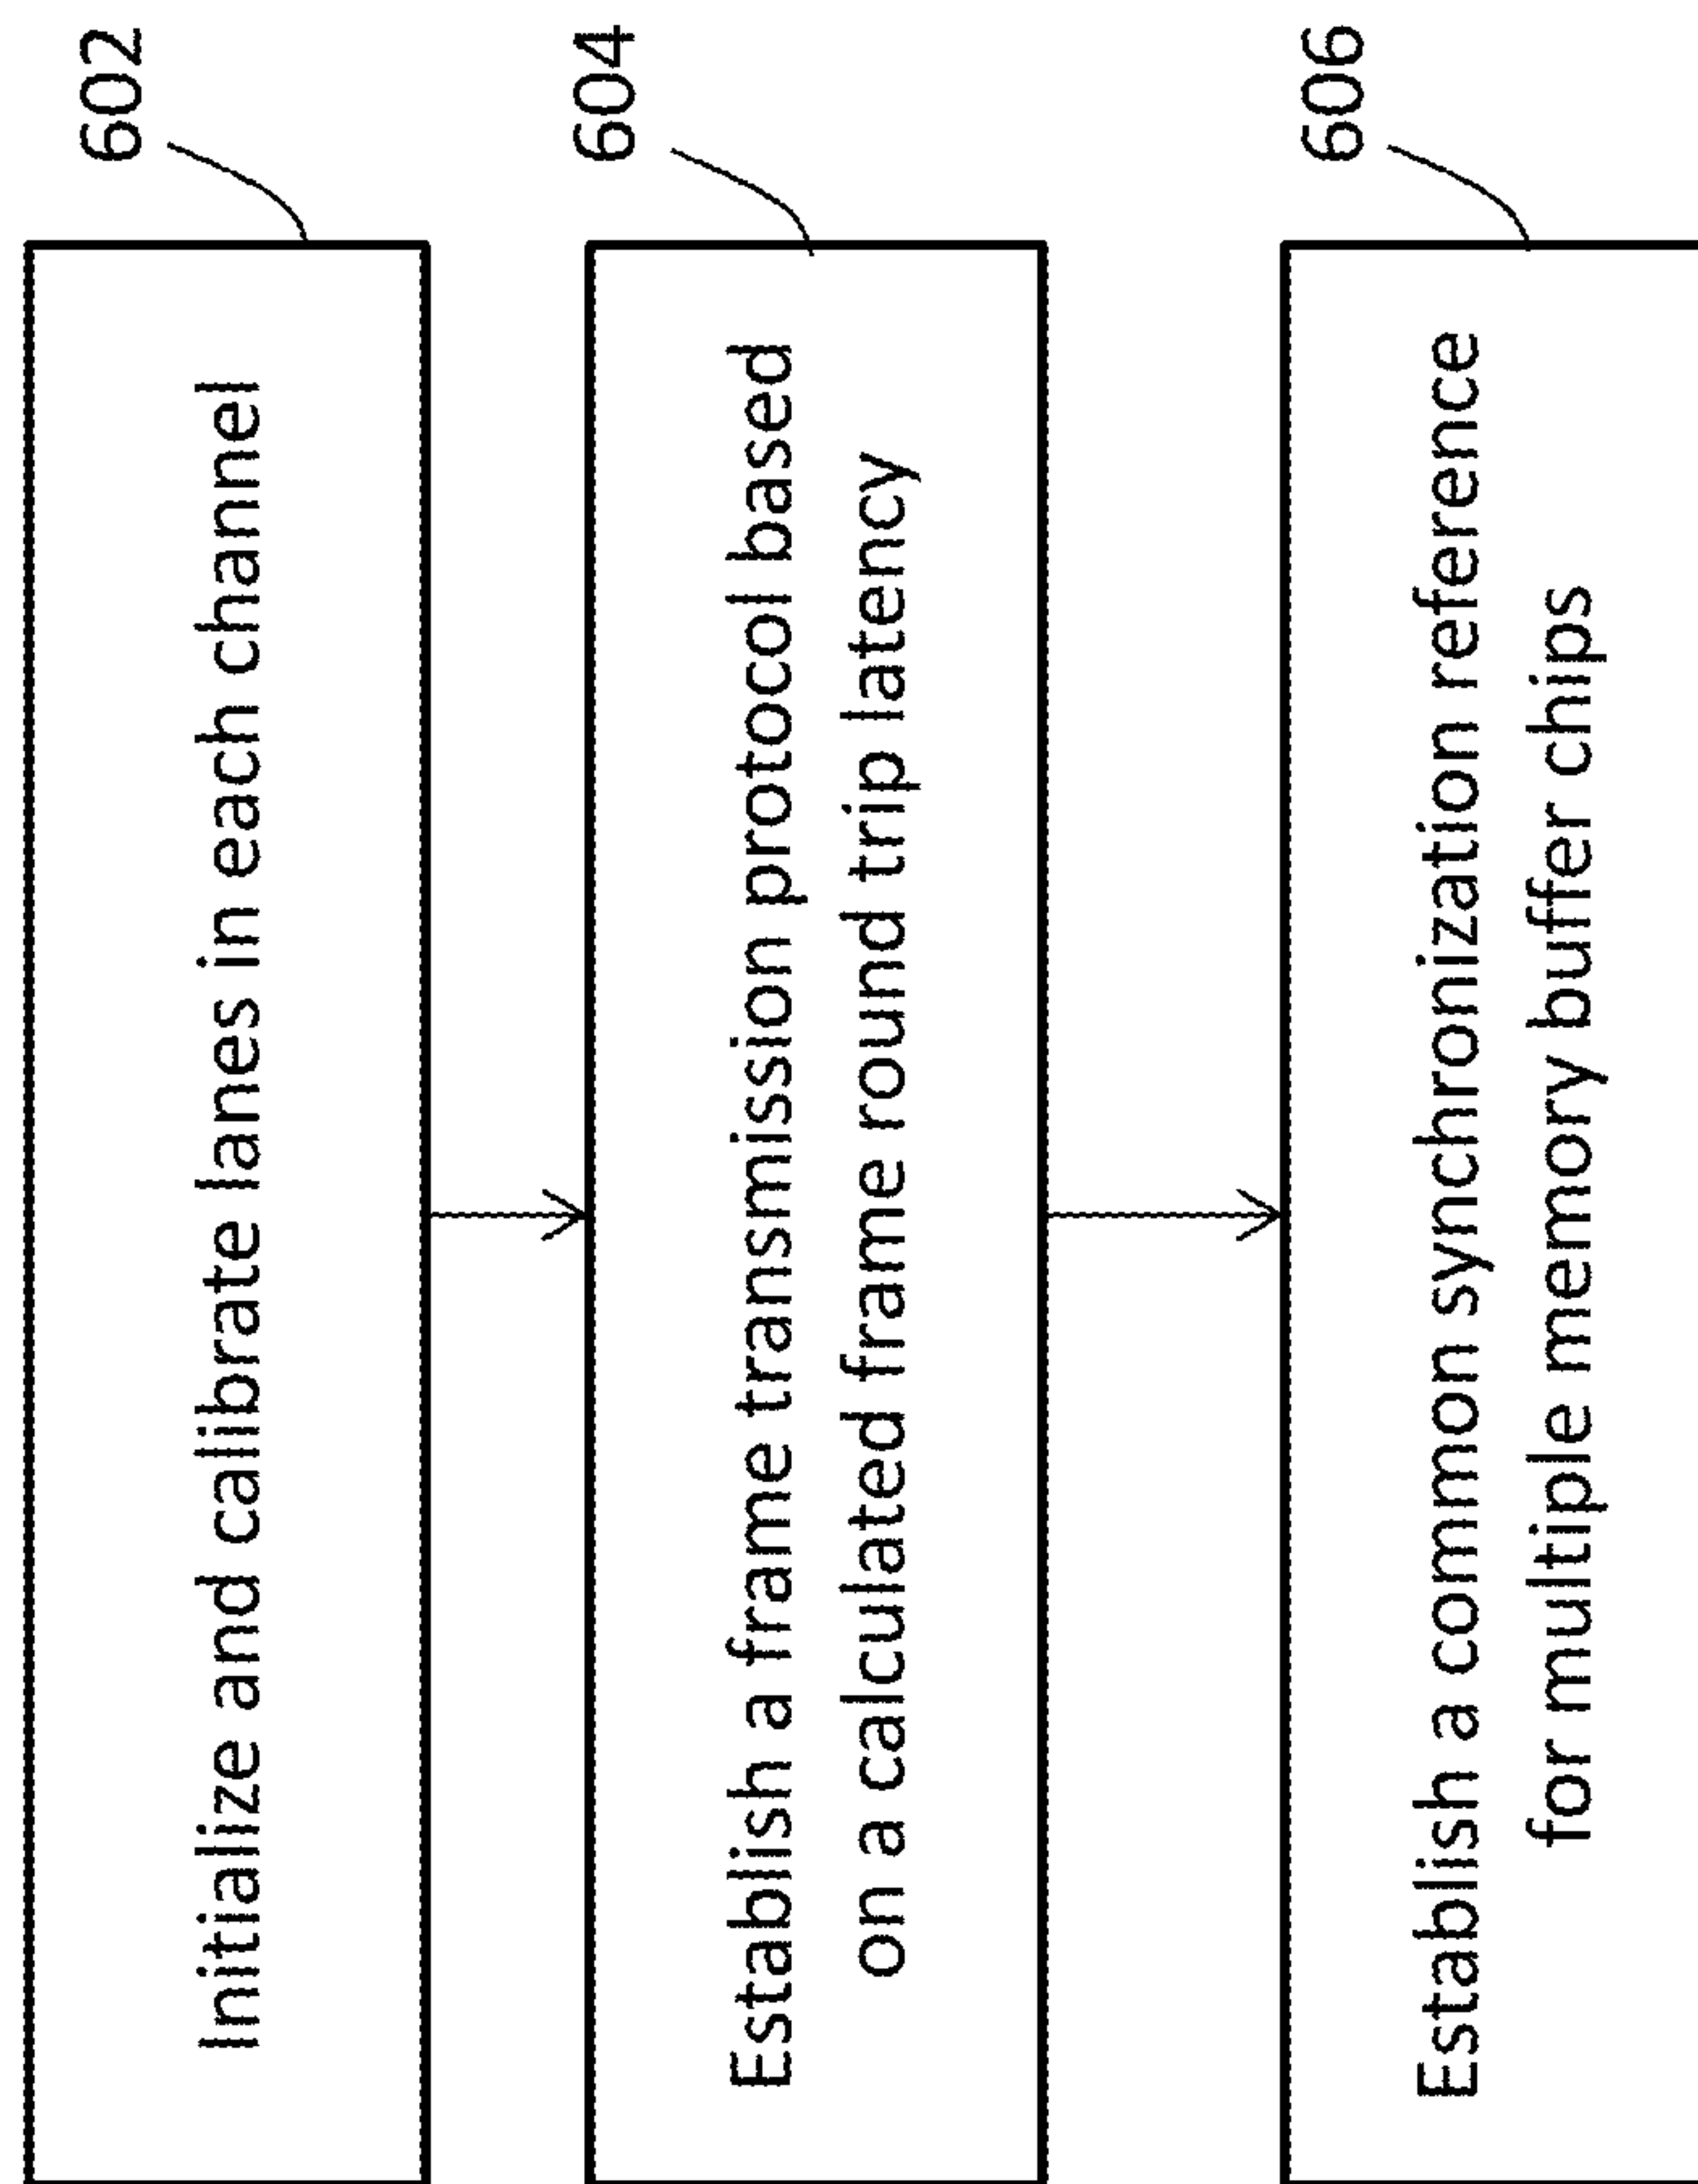 602
Initialize and callibrate lanes in each channel
604
Establish a frame transmission protocol based
on a calculated frame round trip latency
606
Establish a common synchronization reference
for multiple memory buffer chips